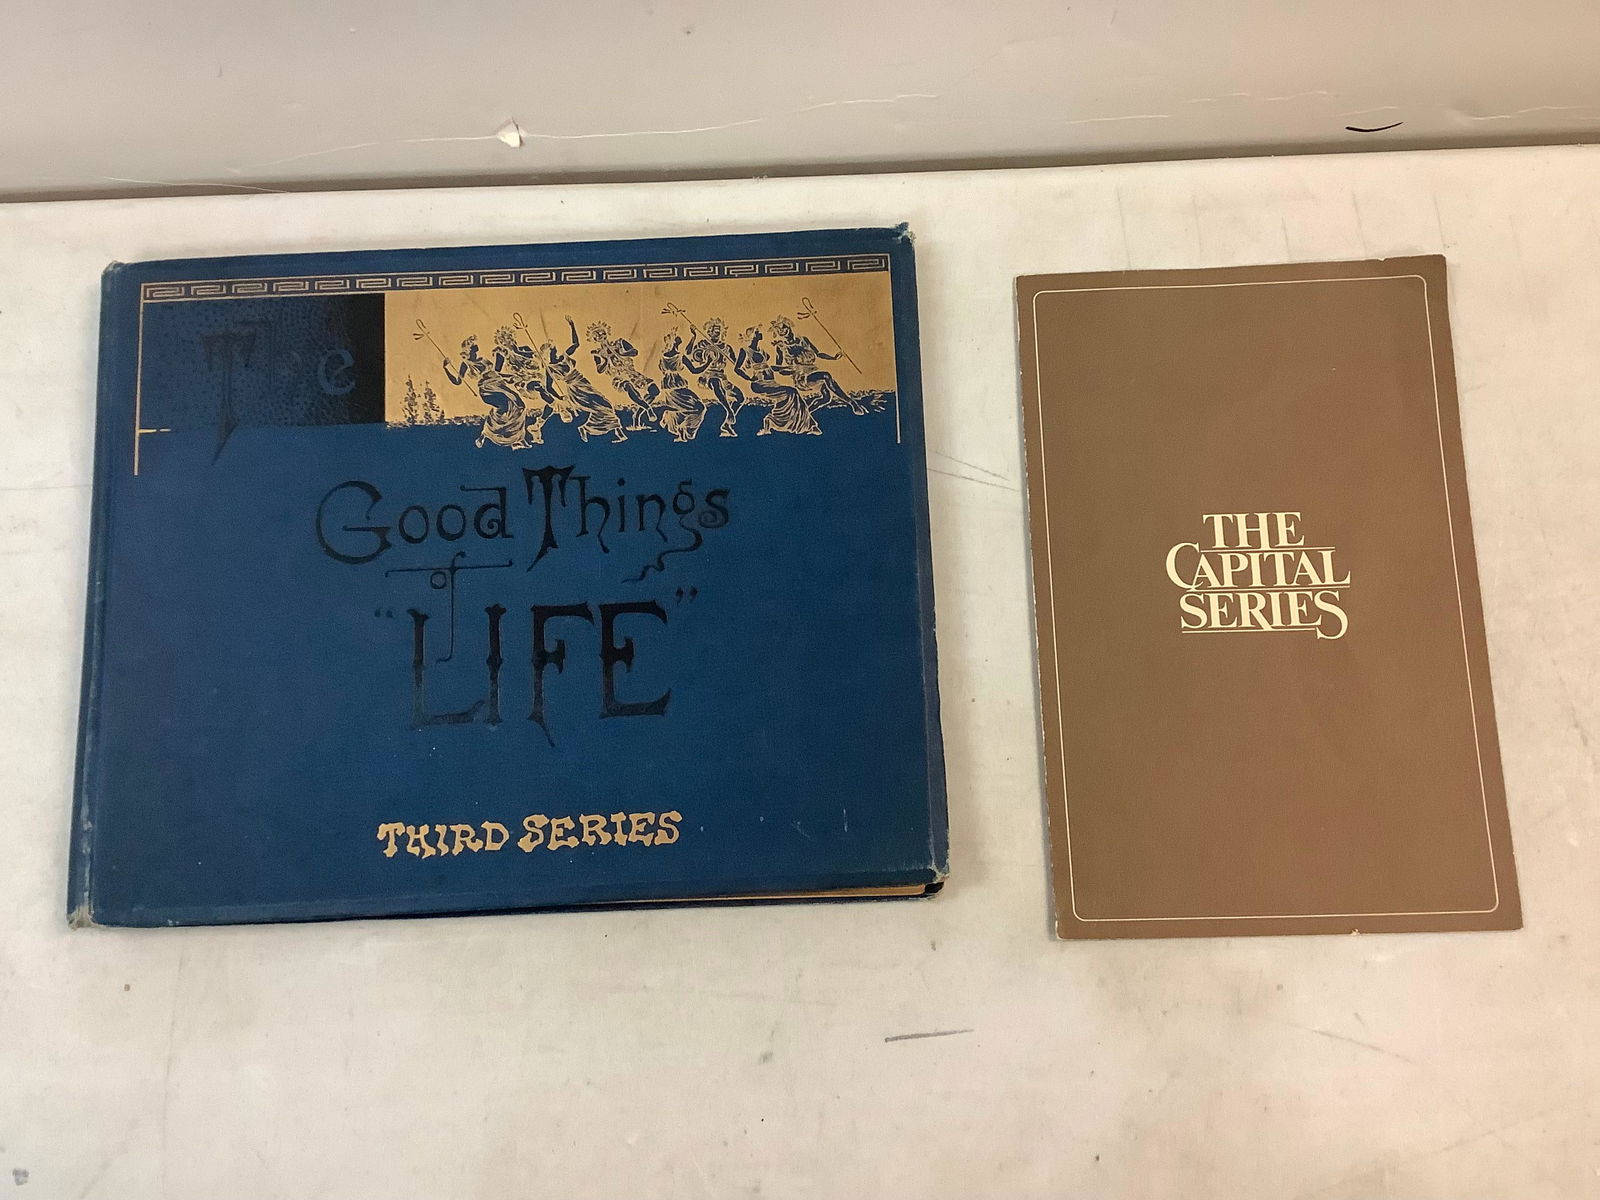 The
Good Things
of
"LIFE"
THIRD SERIES
THE
CAPITAL
SERIES